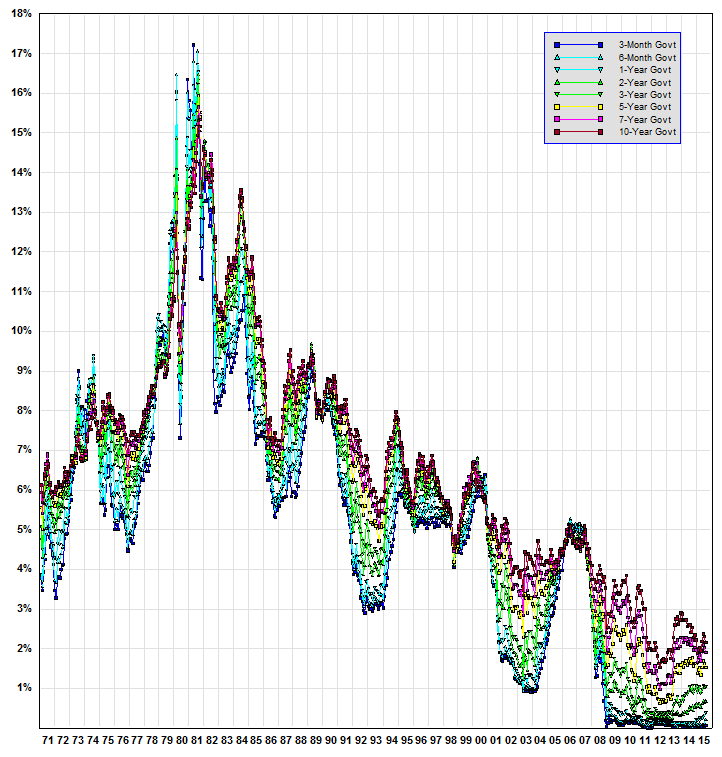 18%
17%
16%
15%
14%
13%
12%
11%
10%
9%
8%
7%
6%
5%
4%
3%
2%
1%
3-Month Govt
6-Month Govt
1-Year Govt
2-Year Govt
3-Year Govt
5-Year Govt
7-Year Govt
10-Year Govt
71 72 73 74 75 76 77 78 79 80 81 82 83 84 85 86 87 88 89 90 91 92 93 94 95 96 97 98 99 00 01 02 03 04 05 06 07 08 09 10 11 12 13 14 15